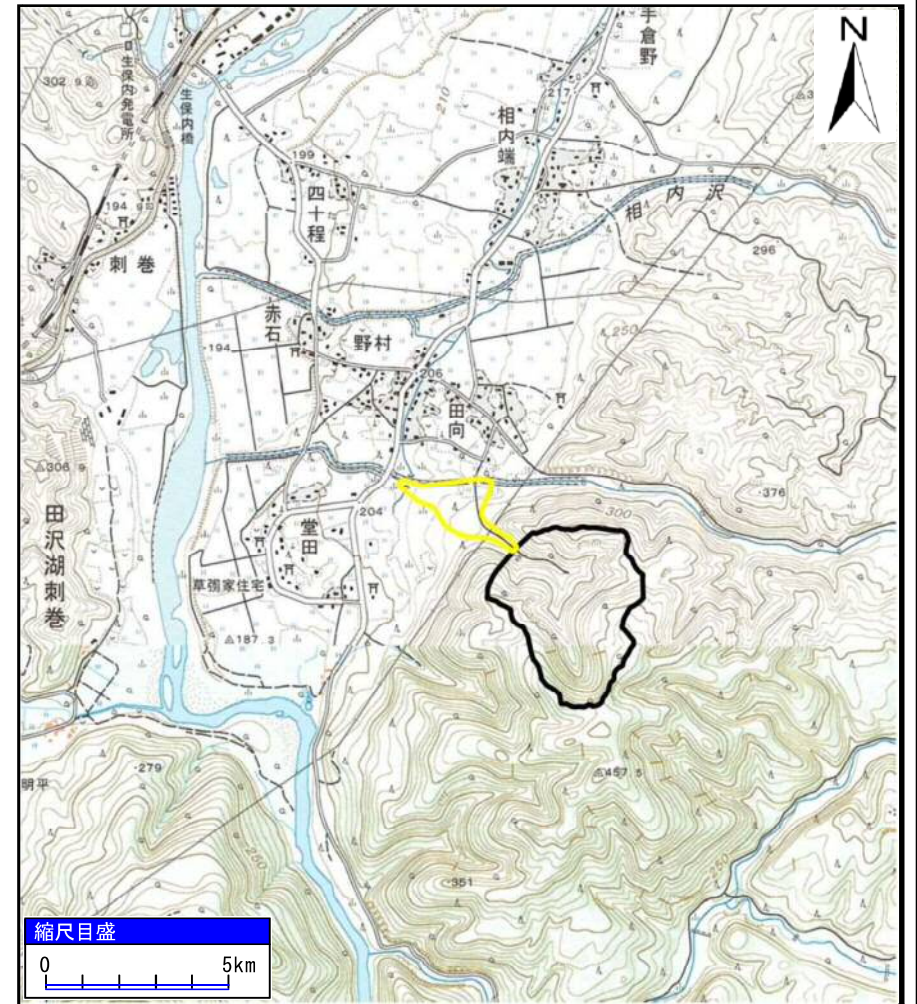 N
手倉野
302.9
生保内発電所
生保内橋
210
217
相内端
199
四十程
相内沢
194.9
刺巻
296
赤石
250
野村
・194
206
田向
306.9
・376
300
204
堂田
田沢湖刺巻
草彅家住宅
187.3
・279
明平
457.5
250
・351
250
縮尺目盛
0 5km